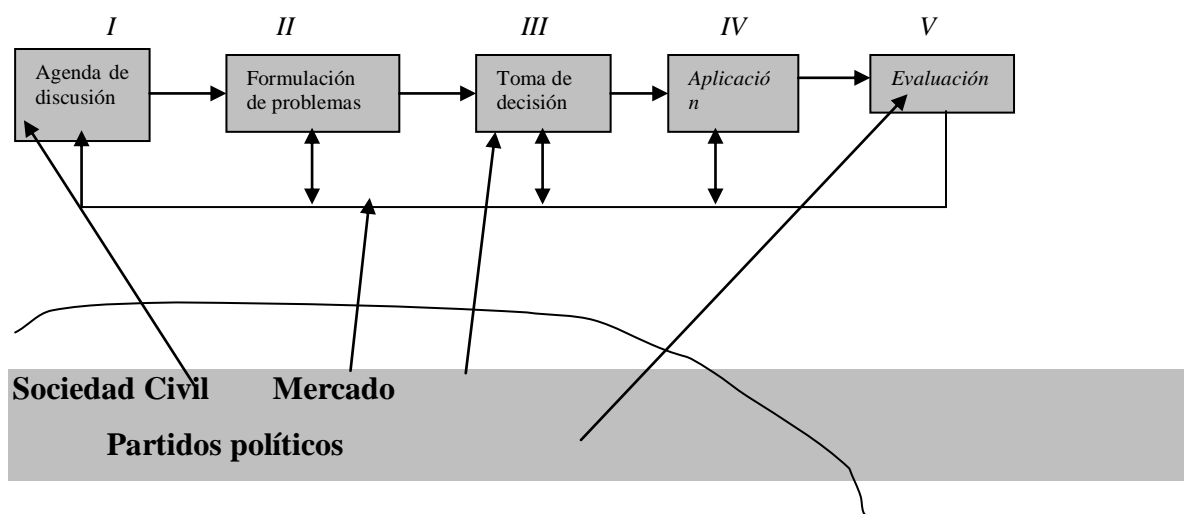 I II III IV V
Agenda de
discusión
Formulación
de problemas
Toma de
decisión
Aplicació
n
Evaluación
Sociedad Civil Mercado
Partidos políticos